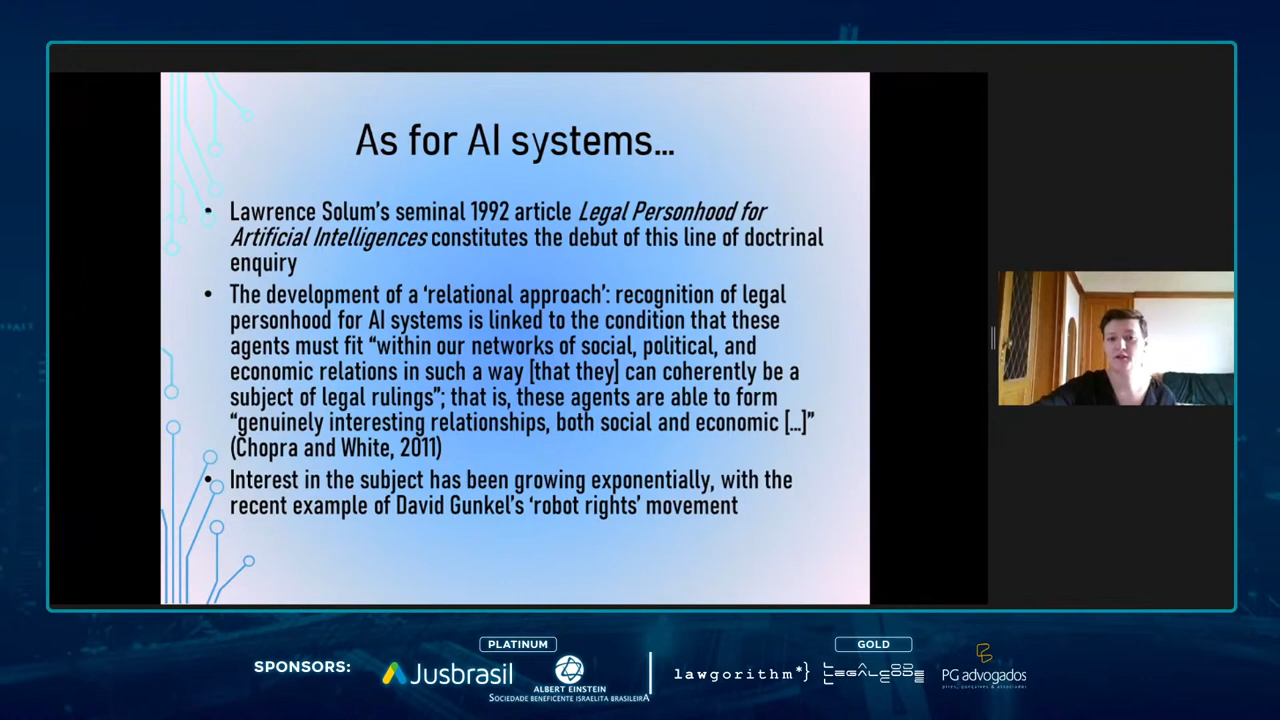 As for AI systems...
• Lawrence Solum's seminal 1992 article Legal Personhood for
Artificial Intelligences constitutes the debut of this line of doctrinal
enquiry
• The development of a ‘relational approach’: recognition of legal
personhood for AI systems is linked to the condition that these
agents must fit “within our networks of social, political, and
economic relations in such a way [that they] can coherently be a
subject of legal rulings”; that is, these agents are able to form
“genuinely interesting relationships, both social and economic [...]”
(Chopra and White, 2011)
• Interest in the subject has been growing exponentially, with the
recent example of David Gunkel's ‘robot rights’ movement
SPONSORS:
PLATINUM
Jusbrasil
ALBERT EINSTEIN
SOCIEDADE BENEFICENTE ISRAELITA BRASILEIRA
GOLD
lawgorithm*}
LEGALCODE
PG advogados